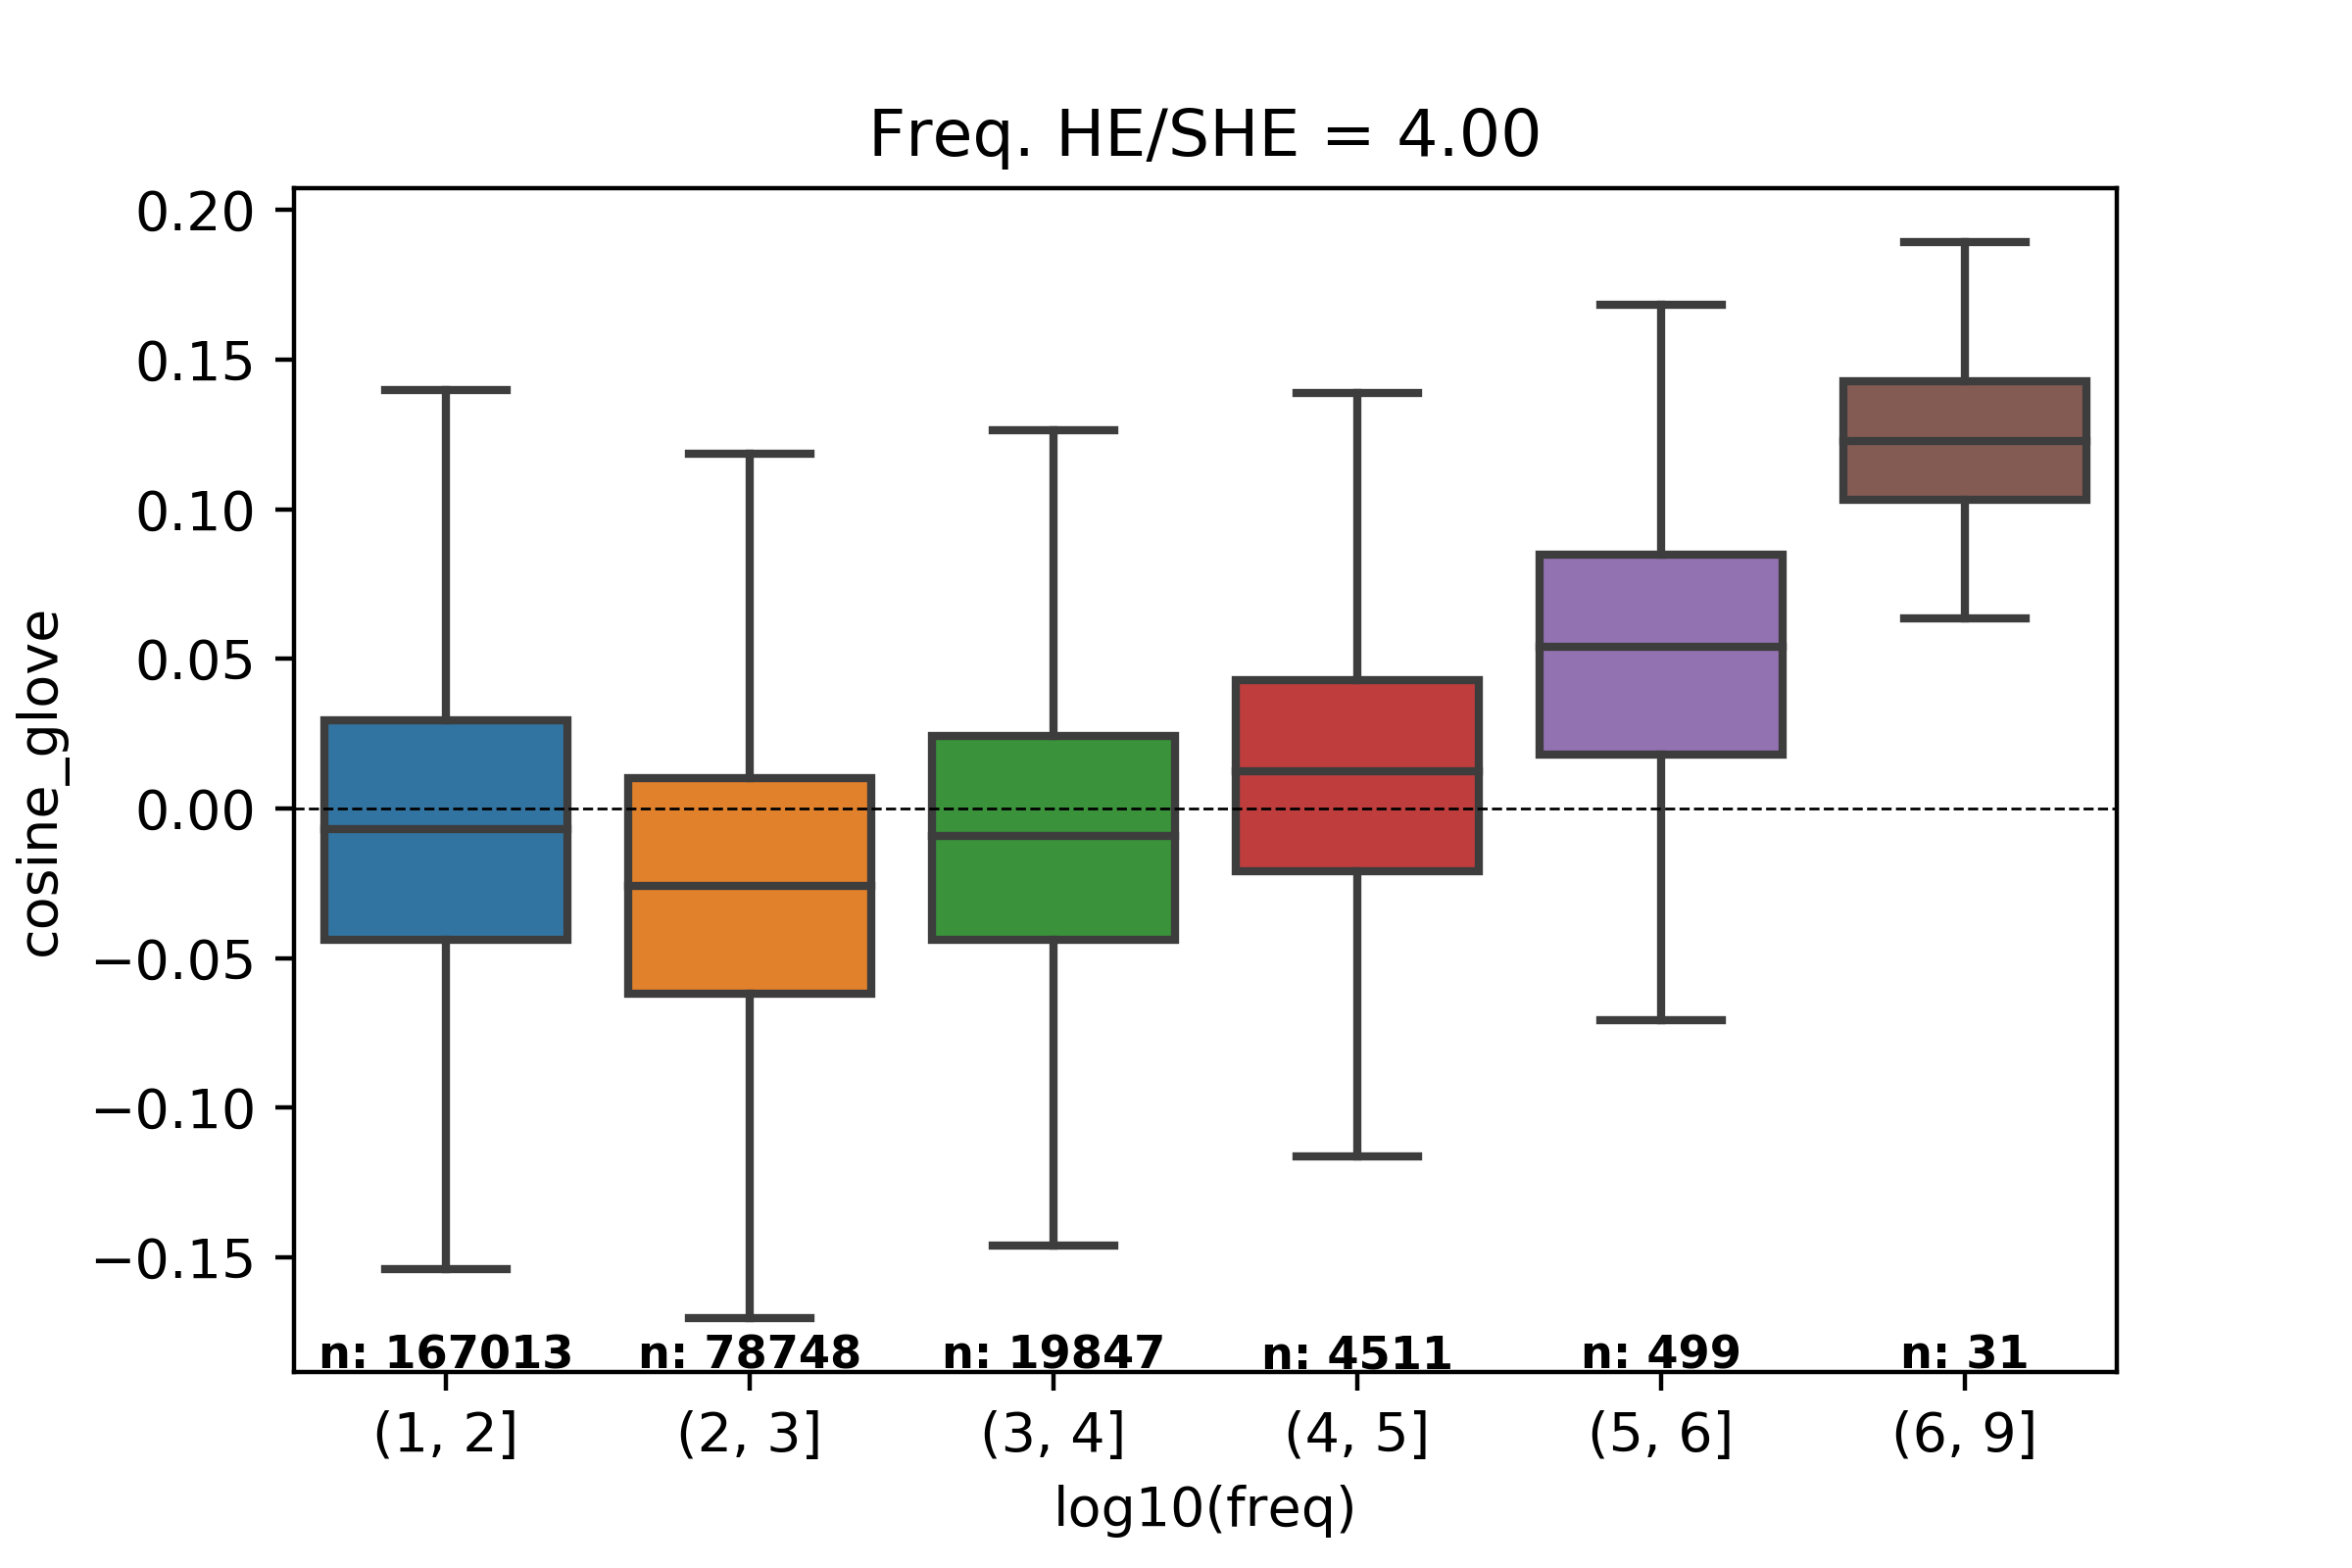 Freq. HE/SHE = 4.00
0.20
0.15
0.10
0.05
0.00
−0.05
−0.10
−0.15
cosine_glove
n: 167013 n: 78748 n: 19847 n: 4511 n: 499 n: 31
(1, 2] (2, 3] (3, 4] (4, 5] (5, 6] (6, 9]
log10(freq)